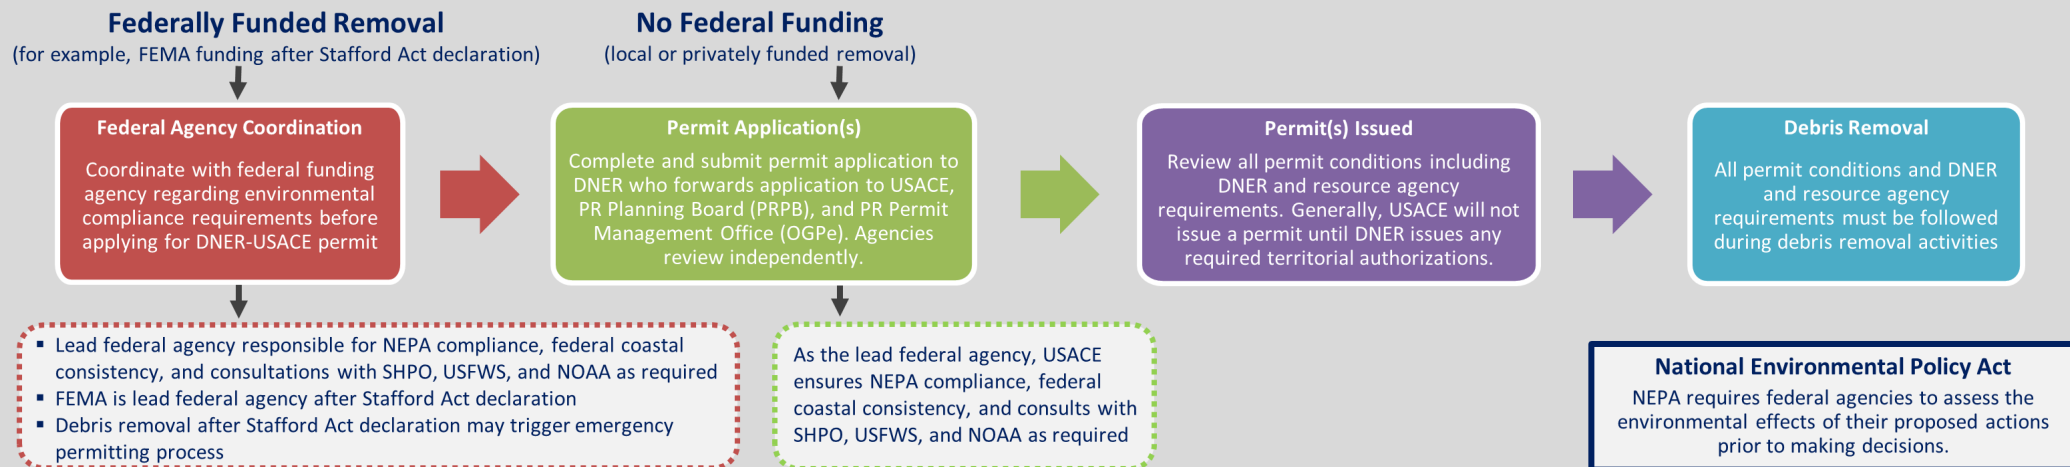 Federally Funded Removal
(for example, FEMA funding after Stafford Act declaration)
No Federal Funding
(local or privately funded removal)
Federal Agency Coordination
Coordinate with federal funding
agency regarding environmental
compliance requirements before
applying for DNER-USACE permit
Permit Application(s)
Complete and submit permit application to
DNER who forwards application to USACE,
PR Planning Board (PRPB), and PR Permit
Management Office (OGPe). Agencies
review independently.
Permit(s) Issued
Review all permit conditions including
DNER and resource agency
requirements. Generally, USACE will not
issue a permit until DNER issues any
required territorial authorizations.
Debris Removal
All permit conditions and DNER
and resource agency
requirements must be followed
during debris removal activities
▪ Lead federal agency responsible for NEPA compliance, federal coastal
consistency, and consultations with SHPO, USFWS, and NOAA as required
▪ FEMA is lead federal agency after Stafford Act declaration
▪ Debris removal after Stafford Act declaration may trigger emergency
permitting process
As the lead federal agency, USACE
ensures NEPA compliance, federal
coastal consistency, and consults with
SHPO, USFWS, and NOAA as required
National Environmental Policy Act
NEPA requires federal agencies to assess the
environmental effects of their proposed actions
prior to making decisions.